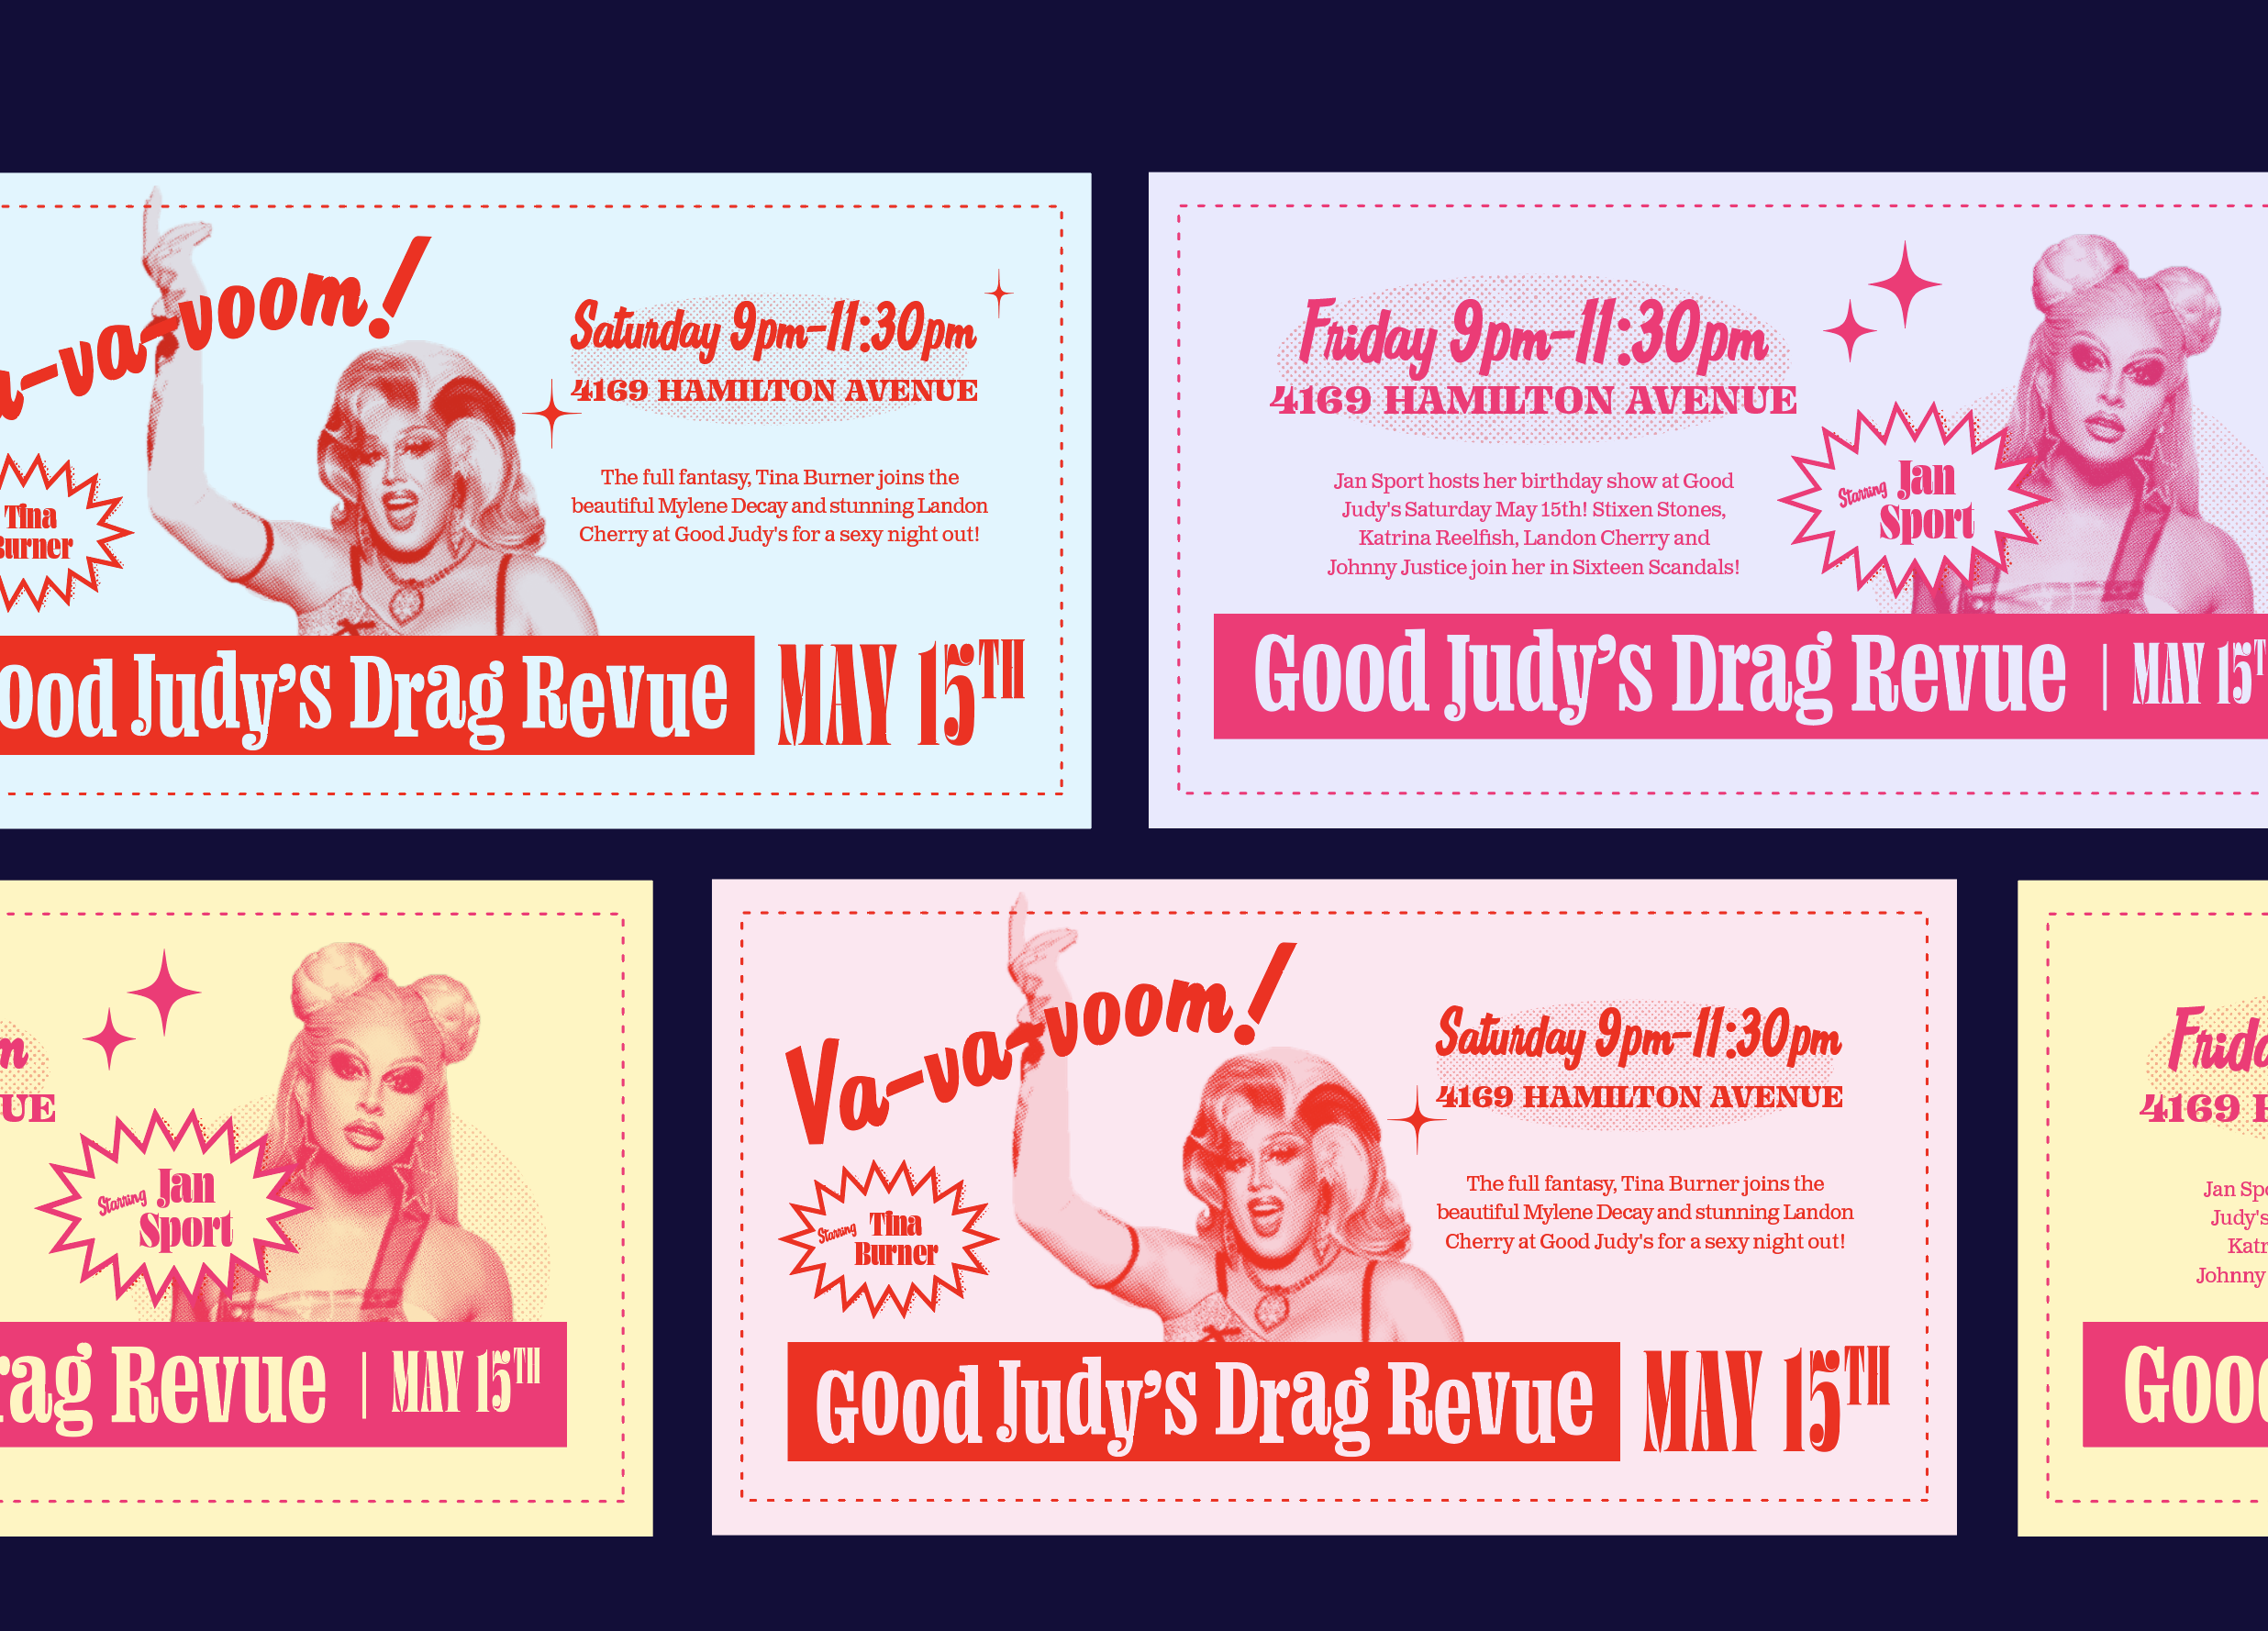 a-va-voom!
Tina
Burner
Saturday 9pm-11:30pm
4169 HAMILTON AVENUE
The full fantasy, Tina Burner joins the
beautiful Mylene Decay and stunning Landon
Cherry at Good Judy's for a sexy night out!
ood Judy's Drag Revue
MAY 15TH
Friday 9pm-11:30pm
4169 HAMILTON AVENUE
Jan Sport hosts her birthday show at Good
Judy's Saturday May 15th! Stixen Stones,
Katrina Reelfish, Landon Cherry and
Johnny Justice join her in Sixteen Scandals!
Starring Jan
Sport
Good Judy's Drag Revue | MAY 15T
m
UE
Starring Jan
Sport
rag Revue | MAY 15TH
Va-va-voom!
Starring Tina
Burner
Saturday 9pm-11:30pm
4169 HAMILTON AVENUE
The full fantasy, Tina Burner joins the
beautiful Mylene Decay and stunning Landon
Cherry at Good Judy's for a sexy night out!
Good Judy's Drag Revue
MAY 15TH
Frida
4169 H
Jan Spo
Judy's
Katr
Johnny
Good